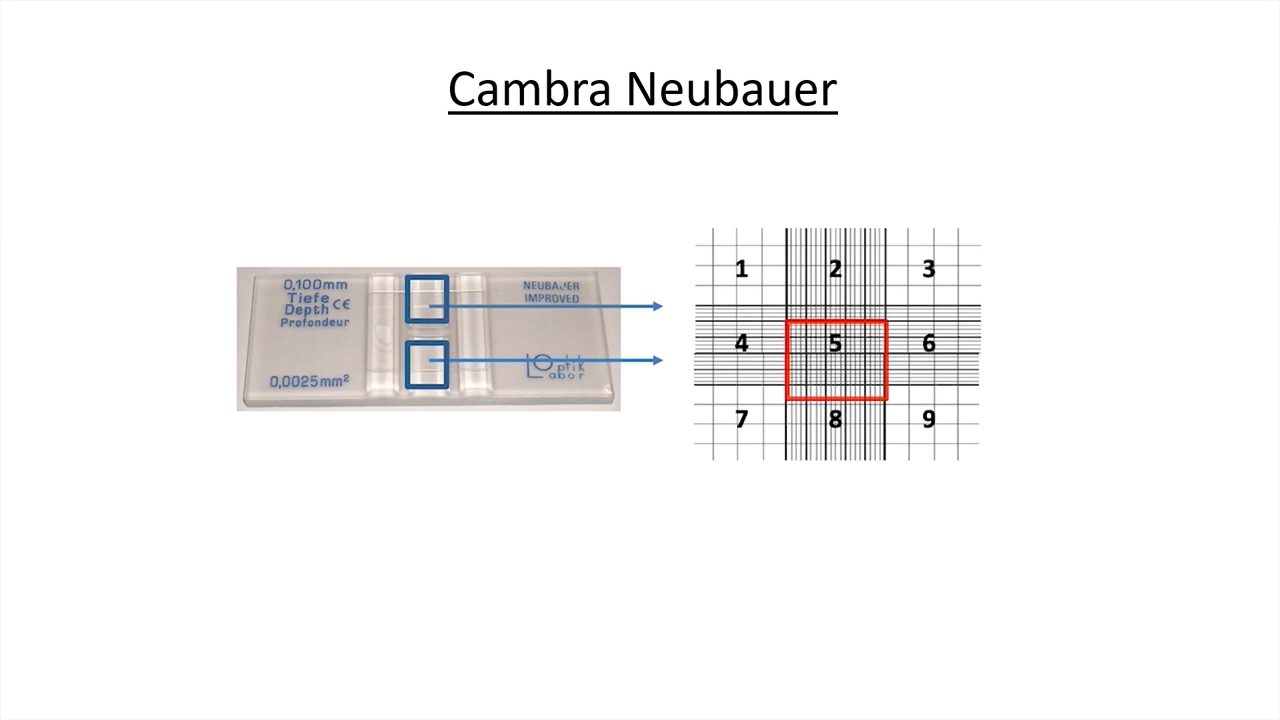 Cambra Neubauer
0,100mm
Tiefe
Depth CE
Profondeur
0,0025mm²
NEUBAUER
IMPROVED
Optik
Labor
1 2 3
4 5 6
7 8 9